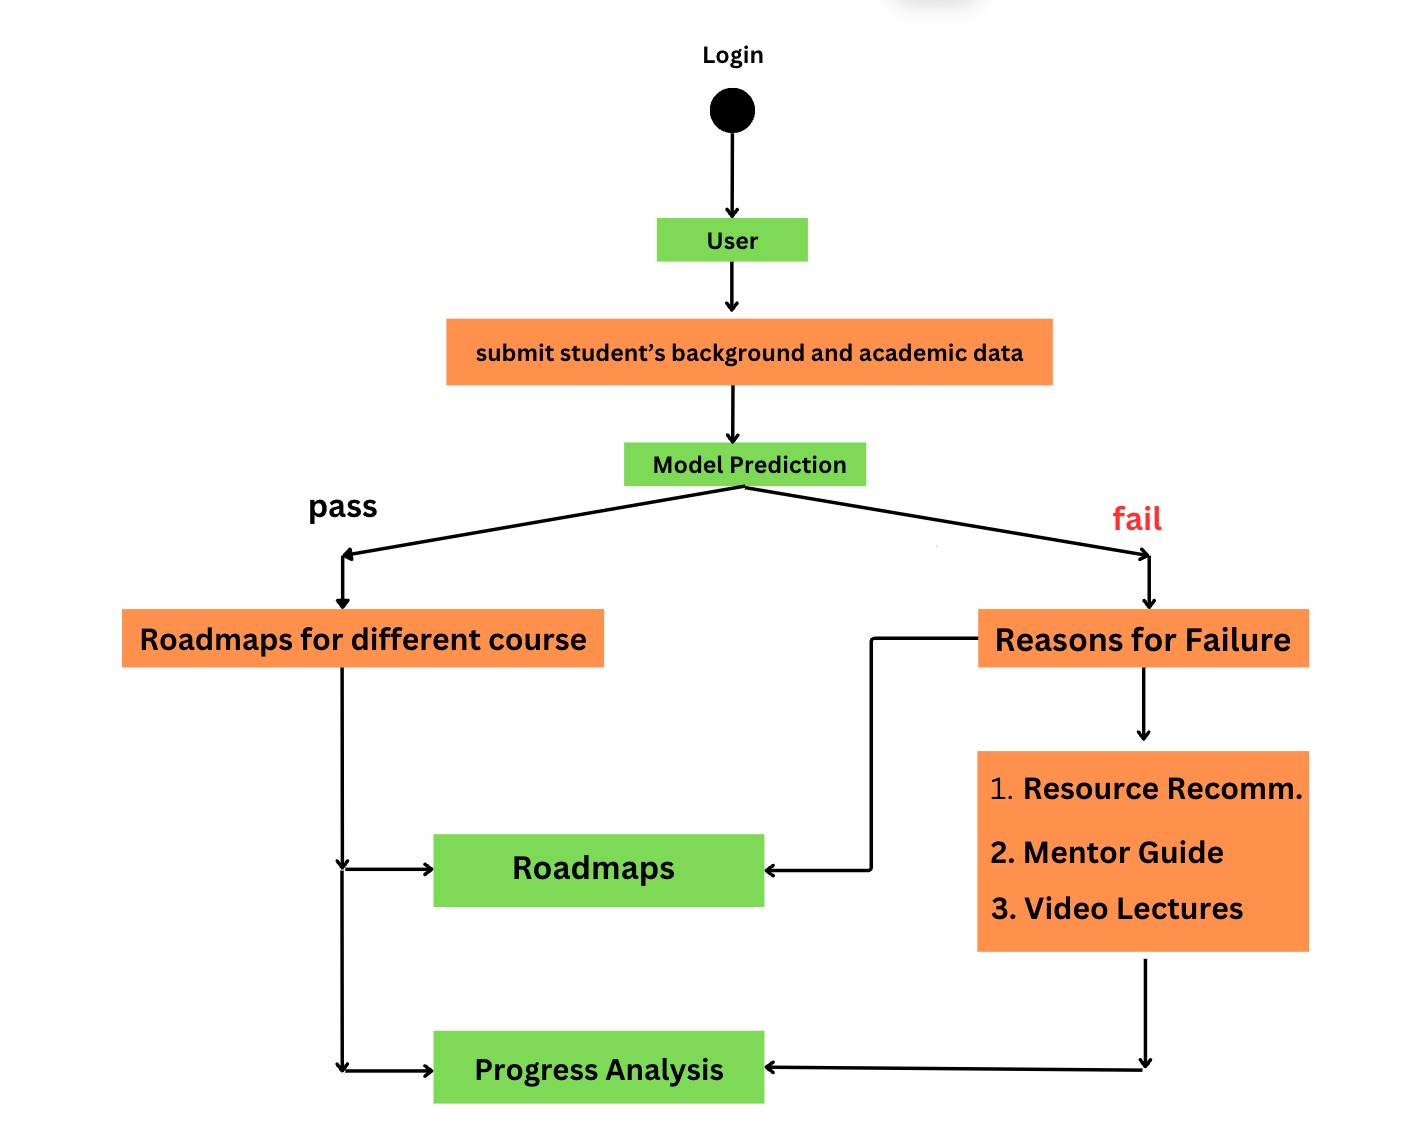 Login
User
submit student’s background and academic data
Model Prediction
pass
fail
Roadmaps for different course
Reasons for Failure
1. Resource Recomm.
2. Mentor Guide
3. Video Lectures
Roadmaps
Progress Analysis